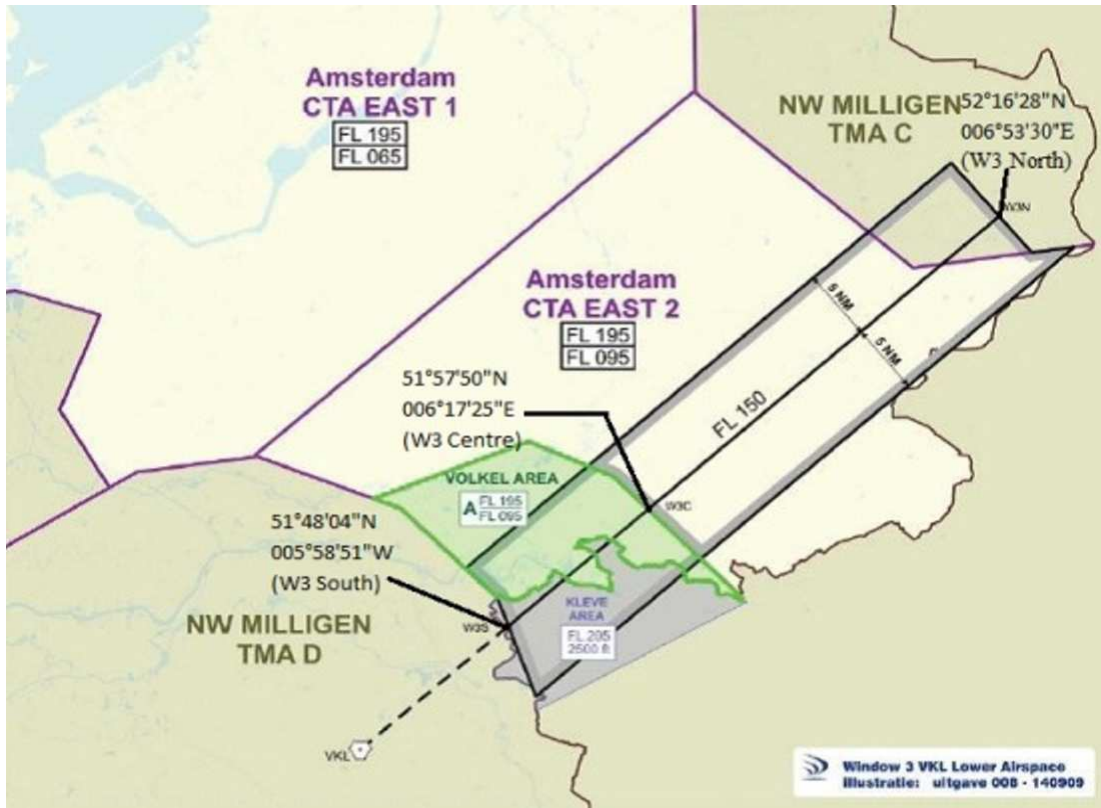 Amsterdam
CTA EAST 1
FL 195
FL 065
NW MILLIGEN
TMA C
52°16'28"N
006°53'30"E
(W3 North)
W3N
Amsterdam
CTA EAST 2
FL 195
FL 095
5 NM
5 NM
FL 150
51°57'50"N
006°17'25"E
(W3 Centre)
VOLKEL AREA
A FL 195
FL 095
W3C
51°48'04"N
005°58'51"W
(W3 South)
KLEVE
AREA
FL 205
2500 ft
W3S
NW MILLIGEN
TMA D
VKL
Window 3 VKL Lower Airspace
Illustratie: uitgave 008 - 140909